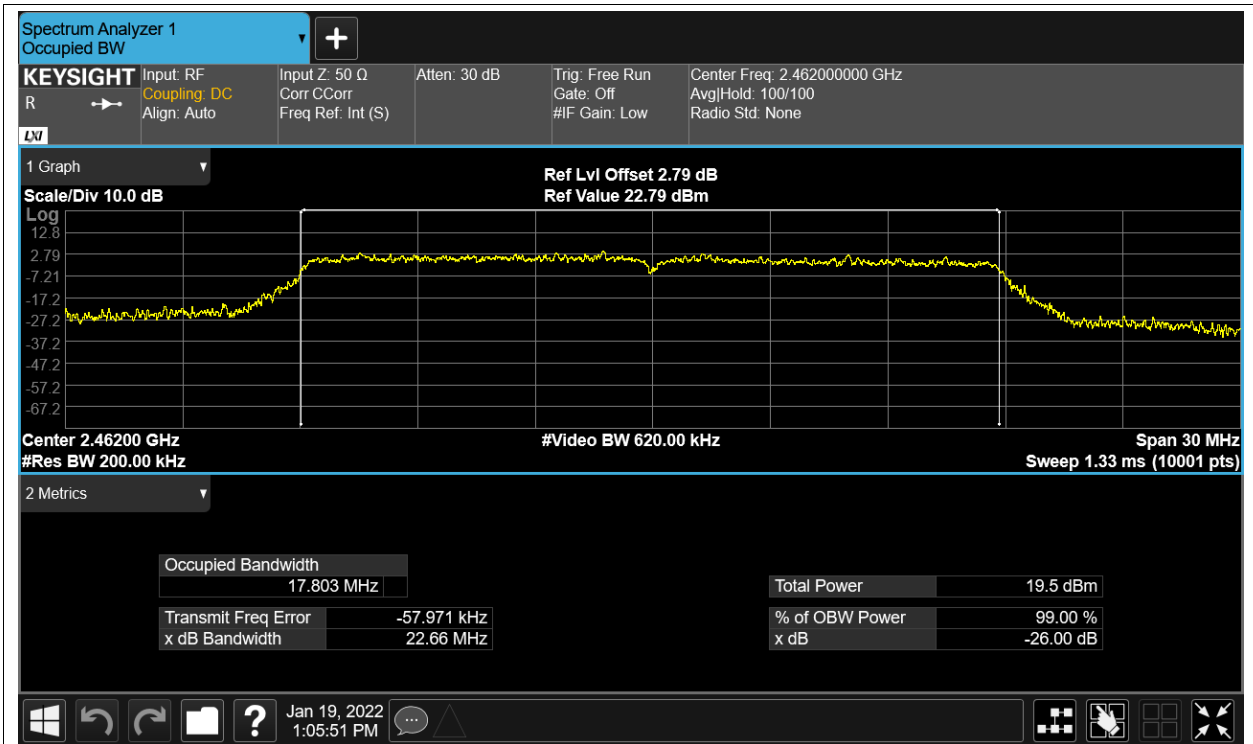 Spectrum Analyzer 1
Occupied BW
KEYSIGHT Input: RF Input Z: 50 Ω Atten: 30 dB Trig: Free Run Center Freq: 2.462000000 GHz
R Coupling: DC Corr CCorr Gate: Off Avg|Hold: 100/100
Align: Auto Freq Ref: Int (S) #IF Gain: Low Radio Std: None
LXI
1 Graph
Ref Lvl Offset 2.79 dB
Scale/Div 10.0 dB Ref Value 22.79 dBm
Log
12.8
2.79
-7.21
-17.2
-27.2
-37.2
-47.2
-57.2
-67.2
Center 2.46200 GHz #Video BW 620.00 kHz Span 30 MHz
#Res BW 200.00 kHz Sweep 1.33 ms (10001 pts)
2 Metrics
Occupied Bandwidth
17.803 MHz Total Power 19.5 dBm
Transmit Freq Error -57.971 kHz % of OBW Power 99.00 %
x dB Bandwidth 22.66 MHz x dB -26.00 dB
? Jan 19, 2022
1:05:51 PM